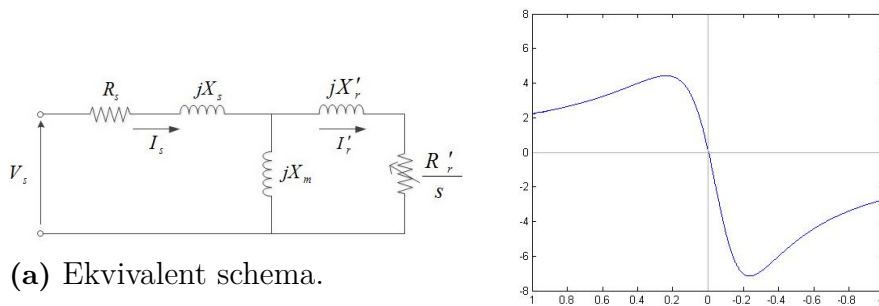 R_s
jX_s
jX'_r
I_s
I'_r
V_s
jX_m
R'_r
s
(a) Ekvivalent schema.
8
6
4
2
0
-2
-4
-6
-8
1 0.8 0.6 0.4 0.2 0 -0.2 -0.4 -0.6 -0.8